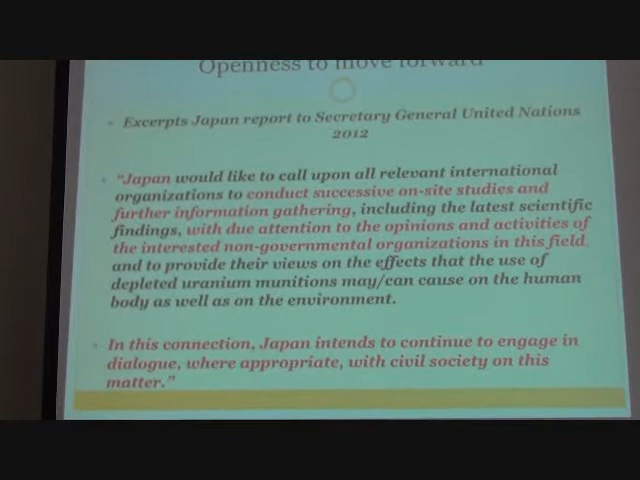 Openness to move forward
• Excerpts Japan report to Secretary General United Nations
2012
• "Japan would like to call upon all relevant international
organizations to conduct successive on-site studies and
further information gathering, including the latest scientific
findings, with due attention to the opinions and activities of
the interested non-governmental organizations in this field,
and to provide their views on the effects that the use of
depleted uranium munitions may/can cause on the human
body as well as on the environment.
• In this connection, Japan intends to continue to engage in
dialogue, where appropriate, with civil society on this
matter."